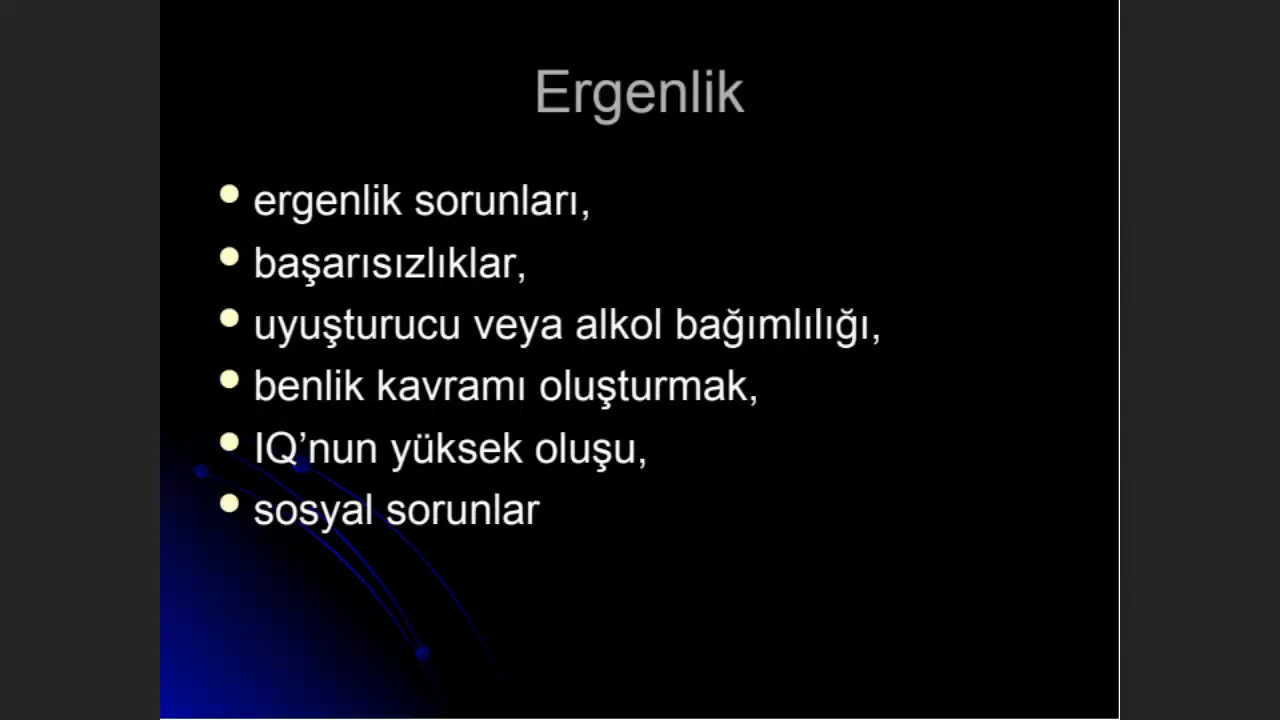 Ergenlik
ergenlik sorunları,
başarısızlıklar,
uyuşturucu veya alkol bağımlılığı,
benlik kavramı oluşturmak,
IQ’nun yüksek oluşu,
sosyal sorunlar